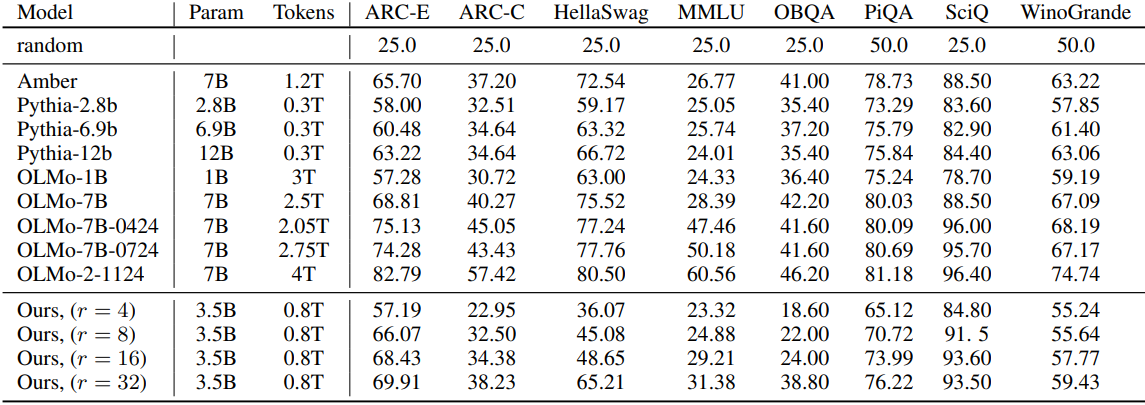 Model Param Tokens ARC-E ARC-C HellaSwag MMLU OBQA PiQA SciQ WinoGrande
random 25.0 25.0 25.0 25.0 25.0 50.0 25.0 50.0
Amber 7B 1.2T 65.70 37.20 72.54 26.77 41.00 78.73 88.50 63.22
Pythia-2.8b 2.8B 0.3T 58.00 32.51 59.17 25.05 35.40 73.29 83.60 57.85
Pythia-6.9b 6.9B 0.3T 60.48 34.64 63.32 25.74 37.20 75.79 82.90 61.40
Pythia-12b 12B 0.3T 63.22 34.64 66.72 24.01 35.40 75.84 84.40 63.06
OLMo-1B 1B 3T 57.28 30.72 63.00 24.33 36.40 75.24 78.70 59.19
OLMo-7B 7B 2.5T 68.81 40.27 75.52 28.39 42.20 80.03 88.50 67.09
OLMo-7B-0424 7B 2.05T 75.13 45.05 77.24 47.46 41.60 80.09 96.00 68.19
OLMo-7B-0724 7B 2.75T 74.28 43.43 77.76 50.18 41.60 80.69 95.70 67.17
OLMo-2-1124 7B 4T 82.79 57.42 80.50 60.56 46.20 81.18 96.40 74.74
Ours, (r = 4) 3.5B 0.8T 57.19 22.95 36.07 23.32 18.60 65.12 84.80 55.24
Ours, (r = 8) 3.5B 0.8T 66.07 32.50 45.08 24.88 22.00 70.72 91. 5 55.64
Ours, (r = 16) 3.5B 0.8T 68.43 34.38 48.65 29.21 24.00 73.99 93.60 57.77
Ours, (r = 32) 3.5B 0.8T 69.91 38.23 65.21 31.38 38.80 76.22 93.50 59.43